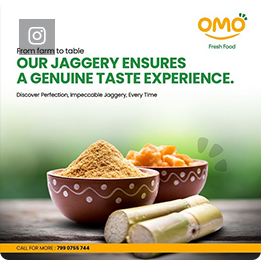 OMO
Fresh Food
From farm to table
OUR JAGGERY ENSURES
A GENUINE TASTE EXPERIENCE.
Discover Perfection, Impeccable Jaggery, Every Time
CALL FOR MORE : 799 0755 744